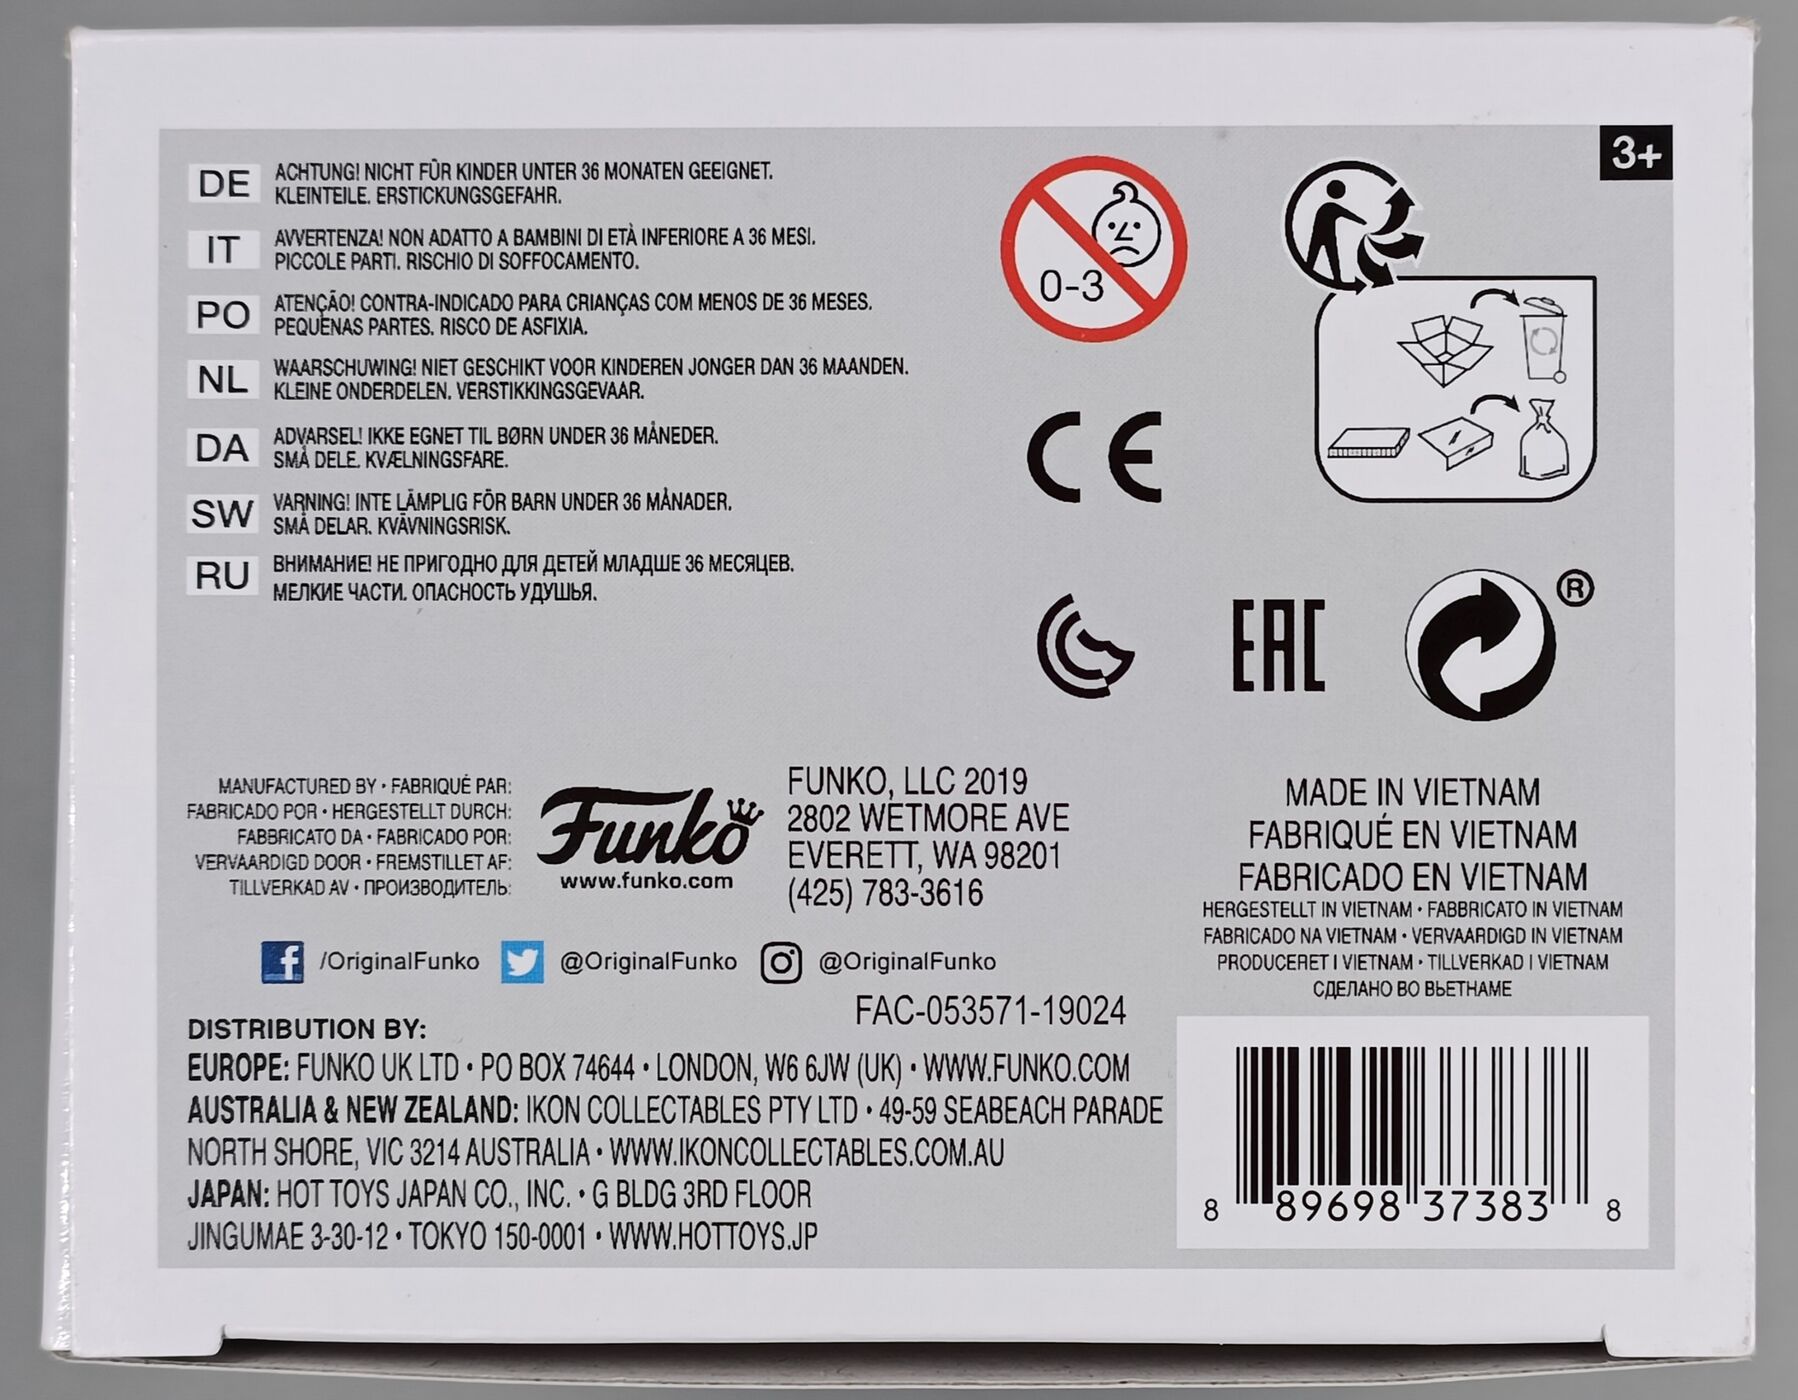 3+
DE
ACHTUNG! NICHT FÜR KINDER UNTER 36 MONATEN GEEIGNET.
KLEINTEILE. ERSTICKUNGSGEFAHR.
IT
AVVERTENZA! NON ADATTO A BAMBINI DI ETÀ INFERIORE A 36 MESI.
PICCOLE PARTI. RISCHIO DI SOFFOCAMENTO.
PO
ATENÇÃO! CONTRA-INDICADO PARA CRIANÇAS COM MENOS DE 36 MESES.
PEQUENAS PARTES. RISCO DE ASFIXIA.
NL
WAARSCHUWING! NIET GESCHIKT VOOR KINDEREN JONGER DAN 36 MAANDEN.
KLEINE ONDERDELEN. VERSTIKKINGSGEVAAR.
DA
ADVARSEL! IKKE EGNET TIL BØRN UNDER 36 MÅNEDER.
SMÅ DELE. KVÆLNINGSFARE.
SW
VARNING! INTE LÄMPLIG FÖR BARN UNDER 36 MÅNADER.
SMÅ DELAR. KVÄVNINGSRISK.
RU
ВНИМАНИЕ! НЕ ПРИГОДНО ДЛЯ ДЕТЕЙ МЛАДШЕ 36 МЕСЯЦЕВ.
МЕЛКИЕ ЧАСТИ. ОПАСНОСТЬ УДУШЬЯ.
0-3
CE
EAC
®
MANUFACTURED BY • FABRIQUÉ PAR:
FABRICADO POR • HERGESTELLT DURCH:
FABBRICATO DA • FABRICADO POR:
VERVAARDIGD DOOR • FREMSTILLET AF:
TILLVERKAD AV • ПРОИЗВОДИТЕЛЬ:
Funko
www.funko.com
FUNKO, LLC 2019
2802 WETMORE AVE
EVERETT, WA 98201
(425) 783-3616
MADE IN VIETNAM
FABRIQUÉ EN VIETNAM
FABRICADO EN VIETNAM
HERGESTELLT IN VIETNAM • FABBRICATO IN VIETNAM
FABRICADO NA VIETNAM • VERVAARDIGD IN VIETNAM
PRODUCERET I VIETNAM • TILLVERKAD I VIETNAM
СДЕЛАНО ВО ВЬЕТНАМЕ
f /OriginalFunko @OriginalFunko @OriginalFunko
FAC-053571-19024
DISTRIBUTION BY:
EUROPE: FUNKO UK LTD • PO BOX 74644 • LONDON, W6 6JW (UK) • WWW.FUNKO.COM
AUSTRALIA & NEW ZEALAND: IKON COLLECTABLES PTY LTD • 49-59 SEABEACH PARADE
NORTH SHORE, VIC 3214 AUSTRALIA • WWW.IKONCOLLECTABLES.COM.AU
JAPAN: HOT TOYS JAPAN CO., INC. • G BLDG 3RD FLOOR
JINGUMAE 3-30-12 • TOKYO 150-0001 • WWW.HOTTOYS.JP
8 89698 37383 8